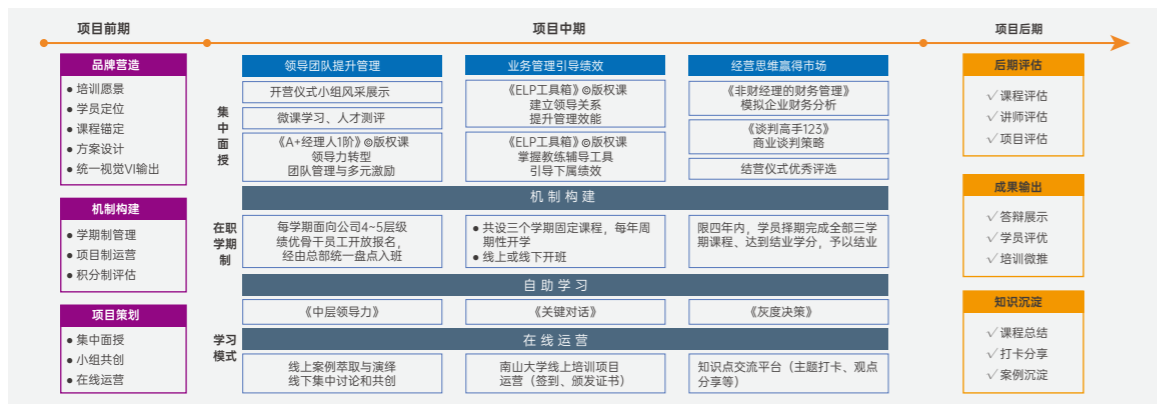 项目前期
项目中期
项目后期
品牌营造
● 培训愿景
● 学员定位
● 课程锚定
● 方案设计
● 统一视觉VI输出
机制构建
● 学期制管理
● 项目制运营
● 积分制评估
项目策划
● 集中面授
● 小组共创
● 在线运营
集
中
面
授
领导团队提升管理
开营仪式小组风采展示
微课学习、人才测评
《A+经理人1阶》©版权课
领导力转型
团队管理与多元激励
业务管理引导绩效
《ELP工具箱》©版权课
建立领导关系
提升管理效能
《ELP工具箱》©版权课
掌握教练辅导工具
引导下属绩效
经营思维赢得市场
《非财经理的财务管理》
模拟企业财务分析
《谈判高手123》
商业谈判策略
结营仪式优秀评选
机制构建
在职
学期
制
每学期面向公司4~5层级
绩优骨干员工开放报名，
经由总部统一盘点入班
● 共设三个学期固定课程，每年周
期性开学
● 线上或线下开班
限四年内，学员择期完成全部三学
期课程、达到结业学分，予以结业
自助学习
《中层领导力》
《关键对话》
《灰度决策》
学习
模式
在线运营
线上案例萃取与演绎
线下集中讨论和共创
南山大学线上培训项目
运营（签到、颁发证书）
知识点交流平台（主题打卡、观点
分享等）
后期评估
✓课程评估
✓讲师评估
✓项目评估
成果输出
✓答辩展示
✓学员评优
✓培训微推
知识沉淀
✓课程总结
✓打卡分享
✓案例沉淀